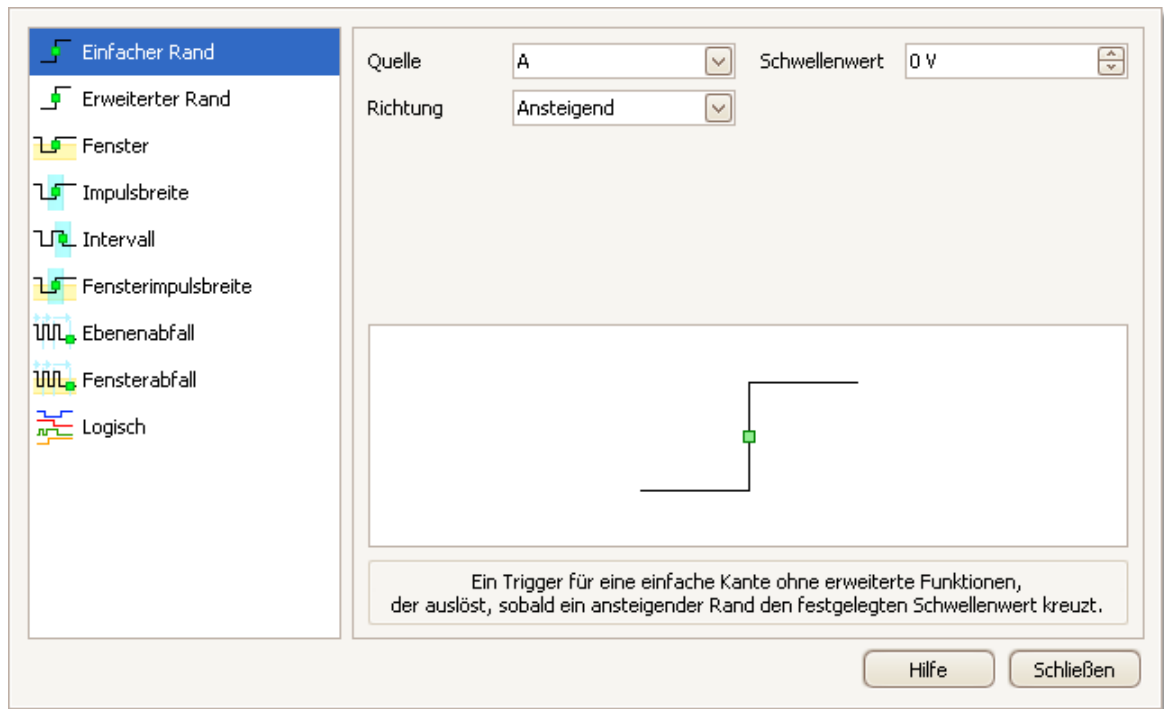 Einfacher Rand
Erweiterter Rand
Fenster
Impulsbreite
Intervall
Fensterimpulsbreite
Ebenenabfall
Fensterabfall
Logisch
Quelle A Schwellenwert 0 V
Richtung Ansteigend
Ein Trigger für eine einfache Kante ohne erweiterte Funktionen,
der auslöst, sobald ein ansteigender Rand den festgelegten Schwellenwert kreuzt.
Hilfe Schließen